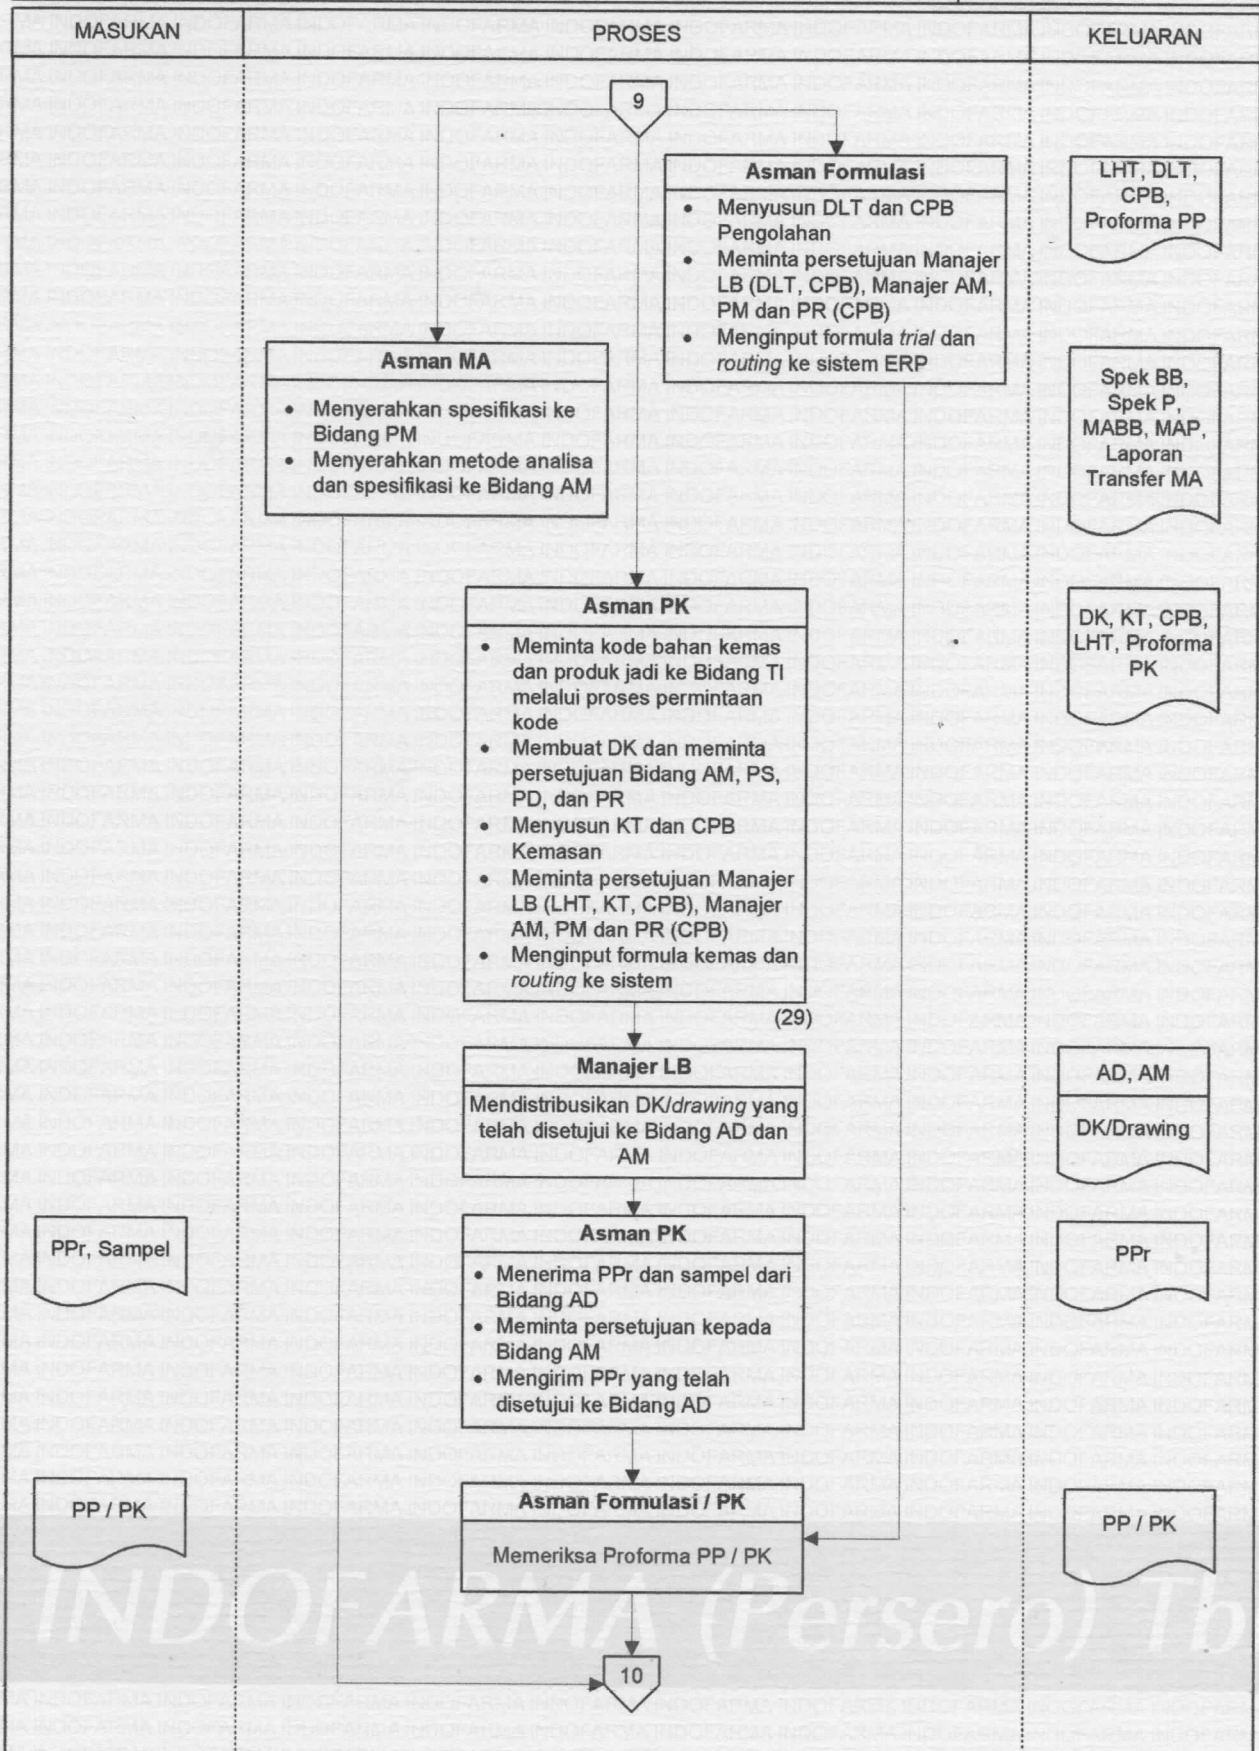 MASUKAN
PROSES
KELUARAN
9
Asman Formulasi
• Menyusun DLT dan CPB
Pengolahan
• Meminta persetujuan Manajer
LB (DLT, CPB), Manajer AM,
PM dan PR (CPB)
• Menginput formula trial dan
routing ke sistem ERP
LHT, DLT,
CPB,
Proforma PP
Asman MA
• Menyerahkan spesifikasi ke
Bidang PM
• Menyerahkan metode analisa
dan spesifikasi ke Bidang AM
Spek BB,
Spek P,
MABB, MAP,
Laporan
Transfer MA
Asman PK
• Meminta kode bahan kemas
dan produk jadi ke Bidang TI
melalui proses permintaan
kode
• Membuat DK dan meminta
persetujuan Bidang AM, PS,
PD, dan PR
• Menyusun KT dan CPB
Kemasan
• Meminta persetujuan Manajer
LB (LHT, KT, CPB), Manajer
AM, PM dan PR (CPB)
• Menginput formula kemas dan
routing ke sistem
DK, KT, CPB,
LHT, Proforma
PK
(29)
Manajer LB
Mendistribusikan DK/drawing yang
telah disetujui ke Bidang AD dan
AM
AD, AM
DK/Drawing
PPr, Sampel
Asman PK
• Menerima PPr dan sampel dari
Bidang AD
Meminta persetujuan kepada
Bidang AM
• Mengirim PPr yang telah
disetujui ke Bidang AD
PPr
PP / PK
Asman Formulasi / PK
Memeriksa Proforma PP / PK
PP / PK
INDOFARMA (Persero) Tb
10